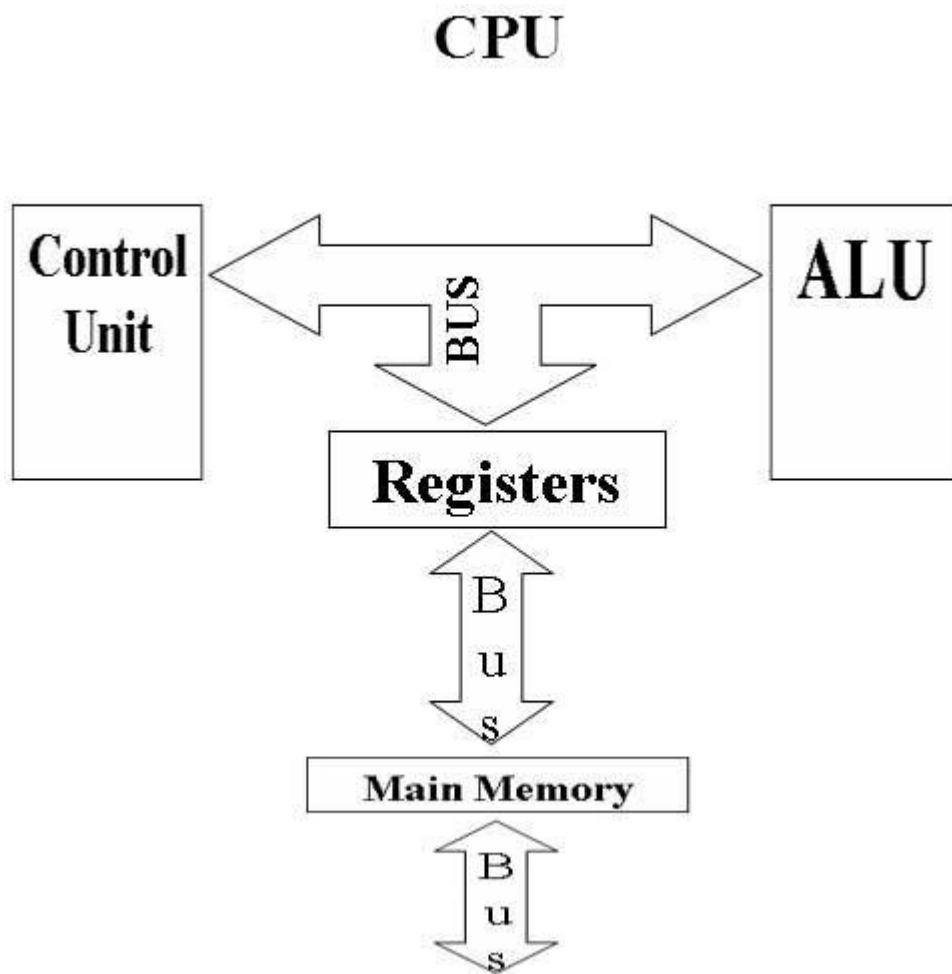 CPU
Control
Unit
ALU
BUS
Registers
B
u
s
Main Memory
B
u
s